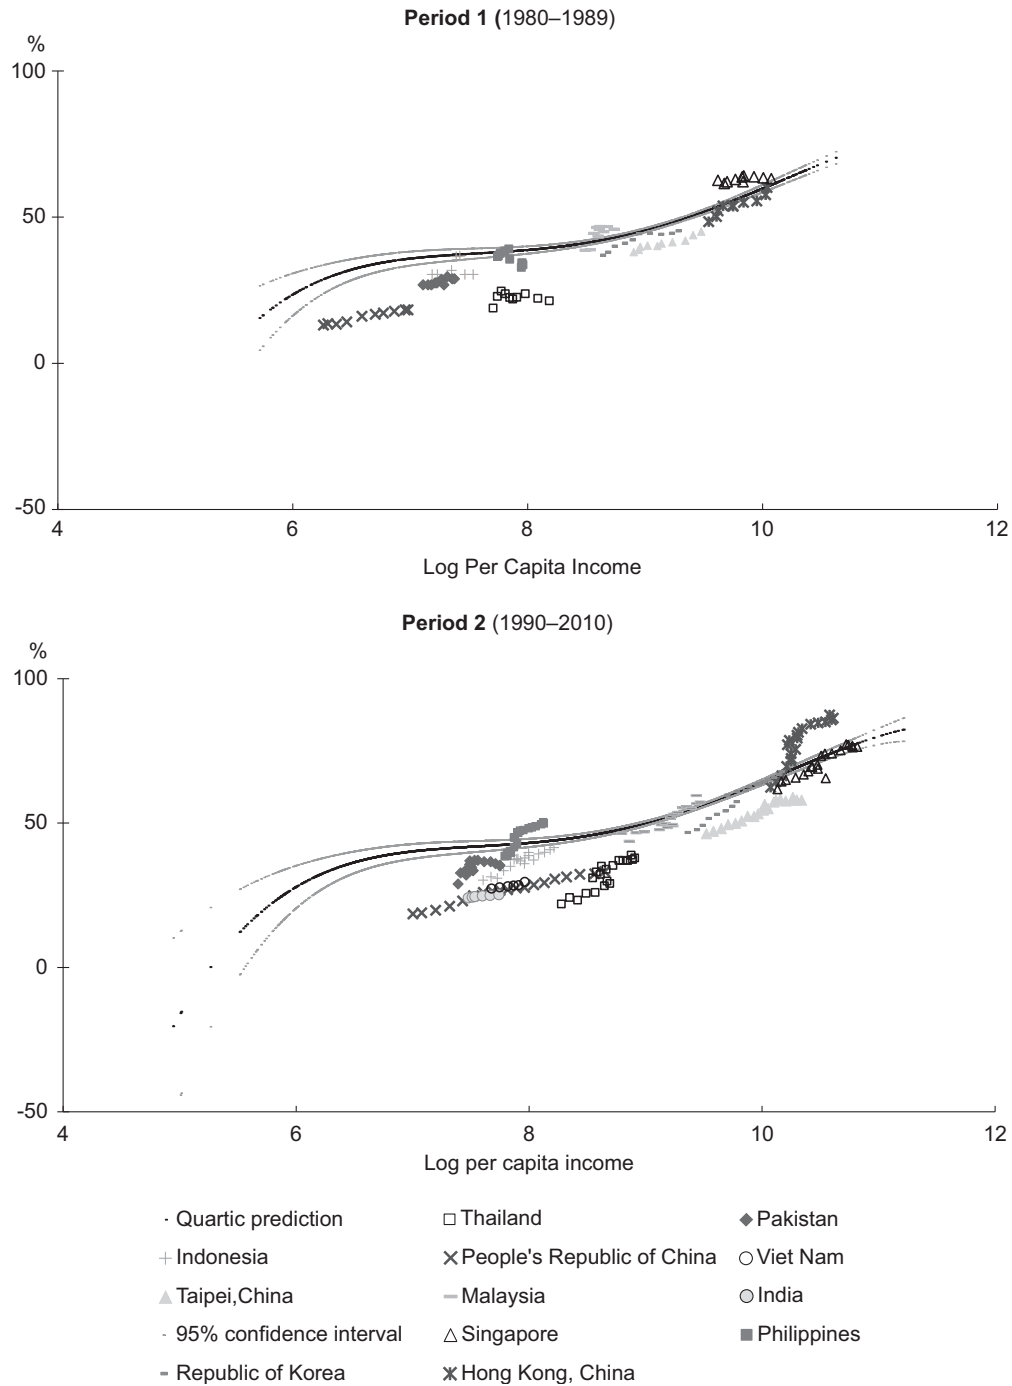 Period 1 (1980–1989)
%
100
50
0
-50
4 6 8 10 12
Log Per Capita Income
Period 2 (1990–2010)
%
100
50
0
-50
4 6 8 10 12
Log per capita income
Quartic prediction Thailand Pakistan
Indonesia People's Republic of China Viet Nam
Taipei,China Malaysia India
95% confidence interval Singapore Philippines
Republic of Korea Hong Kong, China